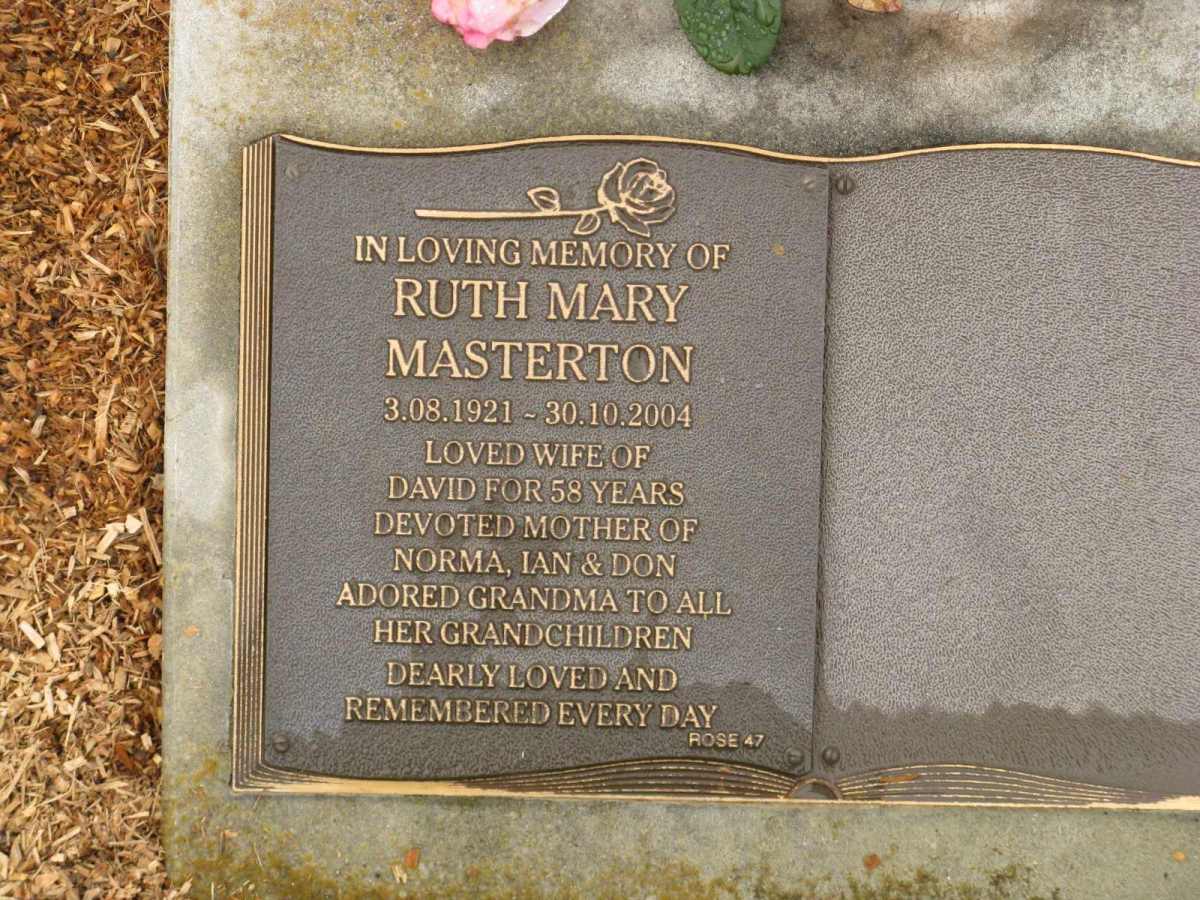 IN LOVING MEMORY OF
RUTH MARY
MASTERTON
3.08.1921 ~ 30.10.2004
LOVED WIFE OF
DAVID FOR 58 YEARS
DEVOTED MOTHER OF
NORMA, IAN & DON
ADORED GRANDMA TO ALL
HER GRANDCHILDREN
DEARLY LOVED AND
REMEMBERED EVERY DAY
ROSE 47